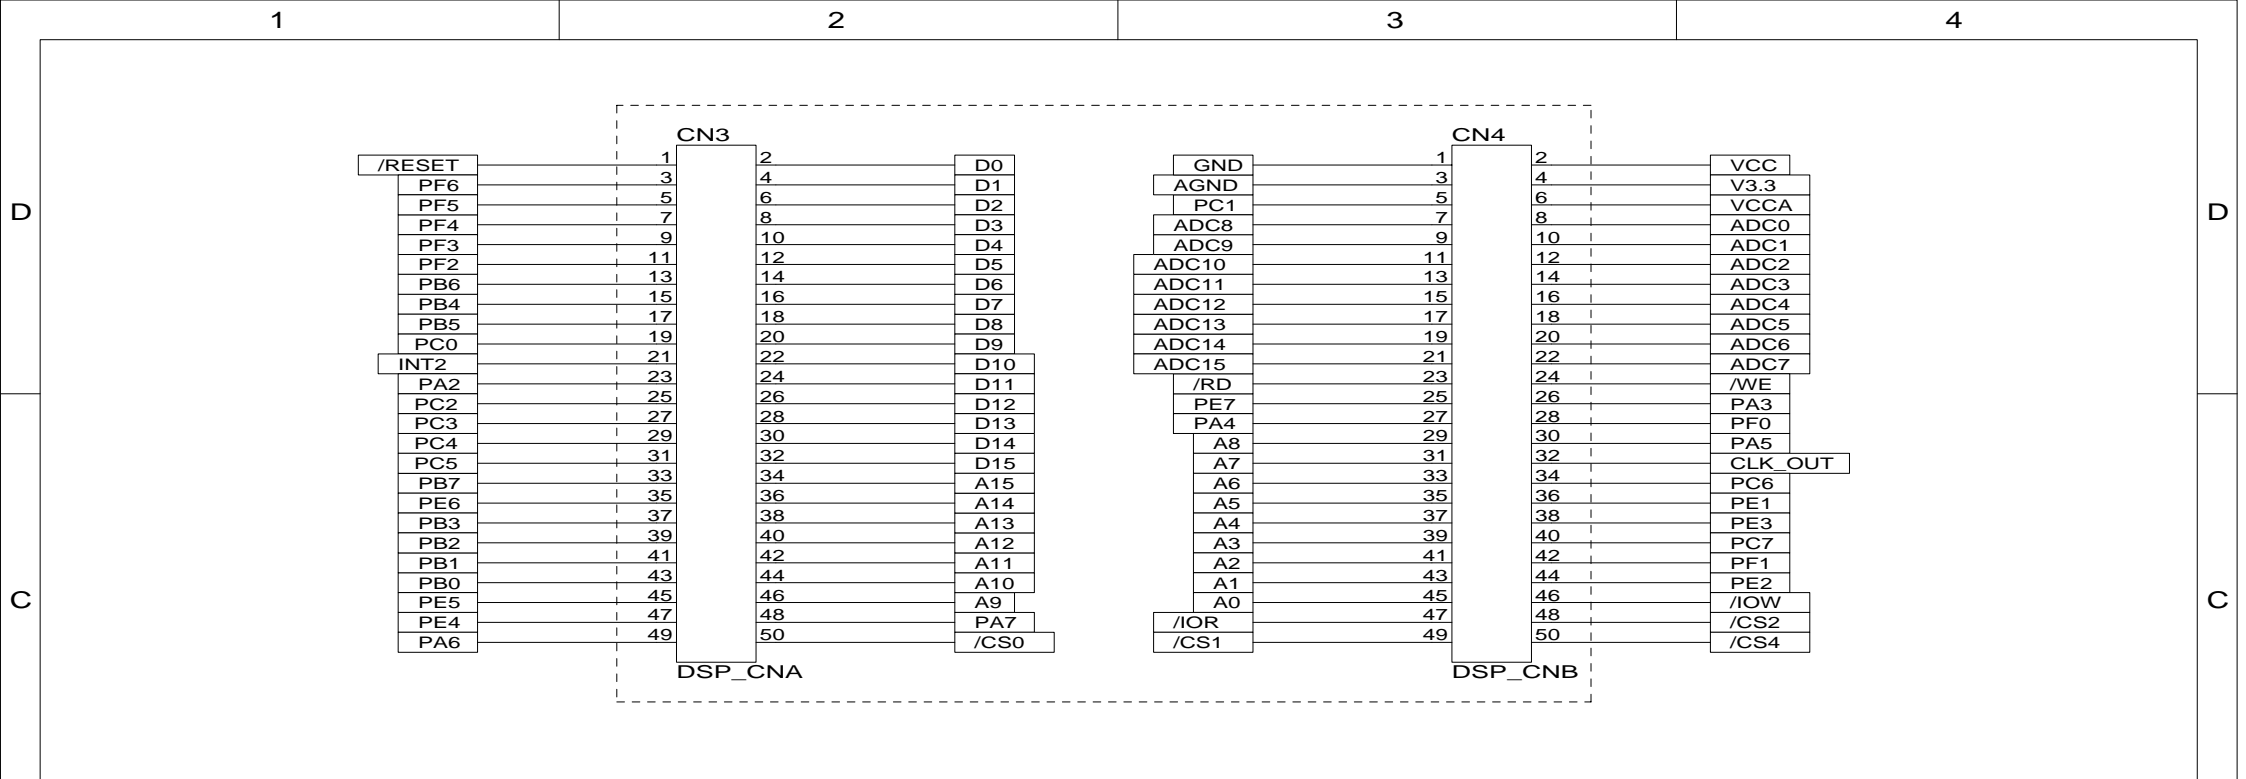 1 2 3 4
CN3 CN4
/RESET 1 2 D0 GND 1 2 VCC
PF6 3 4 D1 AGND 3 4 V3.3
D PF5 5 6 D2 PC1 5 6 VCCA D
PF4 7 8 D3 ADC8 7 8 ADC0
PF3 9 10 D4 ADC9 9 10 ADC1
PF2 11 12 D5 ADC10 11 12 ADC2
PB6 13 14 D6 ADC11 13 14 ADC3
PB4 15 16 D7 ADC12 15 16 ADC4
PB5 17 18 D8 ADC13 17 18 ADC5
PC0 19 20 D9 ADC14 19 20 ADC6
INT2 21 22 D10 ADC15 21 22 ADC7
PA2 23 24 D11 /RD 23 24 /WE
PC2 25 26 D12 PE7 25 26 PA3
PC3 27 28 D13 PA4 27 28 PF0
PC4 29 30 D14 A8 29 30 PA5
PC5 31 32 D15 A7 31 32 CLK_OUT
PB7 33 34 A15 A6 33 34 PC6
PE6 35 36 A14 A5 35 36 PE1
PB3 37 38 A13 A4 37 38 PE3
PB2 39 40 A12 A3 39 40 PC7
PB1 41 42 A11 A2 41 42 PF1
PB0 43 44 A10 A1 43 44 PE2
C PE5 45 46 A9 A0 45 46 /IOW C
PE4 47 48 PA7 /IOR 47 48 /CS2
PA6 49 50 /CS0 /CS1 49 50 /CS4
DSP_CNA DSP_CNB